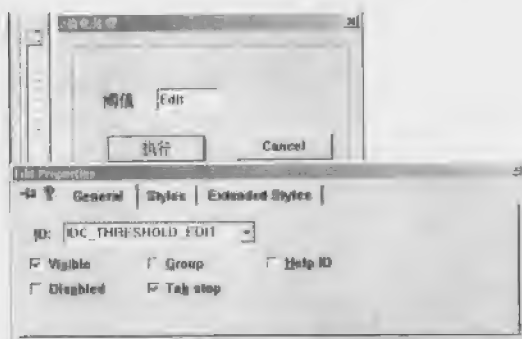 阈值 Edit
执行 Cancel
Edit Properties
General Styles Extended Styles
ID: IDC_THRESHOLD_EDIT
Visible Group Help ID
Disabled Tab stop